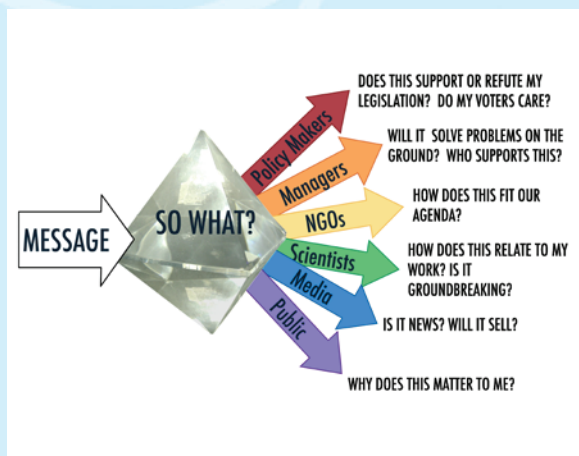 MESSAGE
SO WHAT?
Policy Makers
DOES THIS SUPPORT OR REFUTE MY
LEGISLATION? DO MY VOTERS CARE?
Managers
WILL IT SOLVE PROBLEMS ON THE
GROUND? WHO SUPPORTS THIS?
NGOs
HOW DOES THIS FIT OUR
AGENDA?
Scientists
HOW DOES THIS RELATE TO MY
WORK? IS IT
GROUNDBREAKING?
Media
IS IT NEWS? WILL IT SELL?
Public
WHY DOES THIS MATTER TO ME?